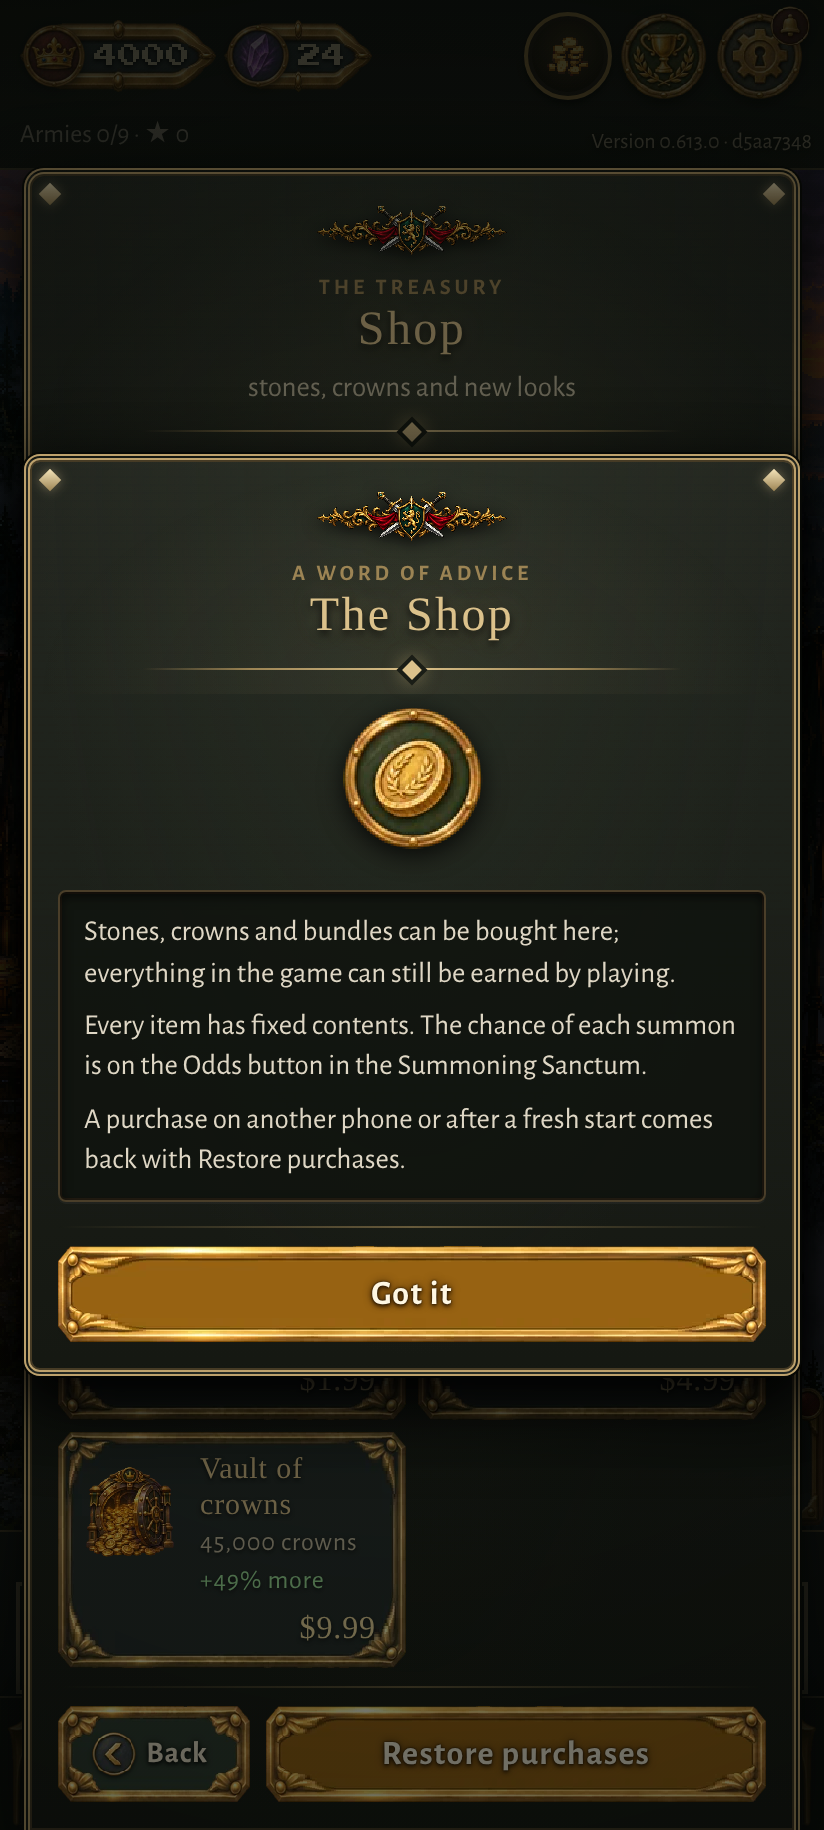 4000
24
Armies 0/9 · ★ 0
Version 0.613.0 · d5aa7348
THE TREASURY
Shop
stones, crowns and new looks
A WORD OF ADVICE
The Shop
Stones, crowns and bundles can be bought here;
everything in the game can still be earned by playing.
Every item has fixed contents. The chance of each summon
is on the Odds button in the Summoning Sanctum.
A purchase on another phone or after a fresh start comes
back with Restore purchases.
Got it
$1.99
$4.99
Vault of
crowns
45,000 crowns
+49% more
$9.99
Back
Restore purchases